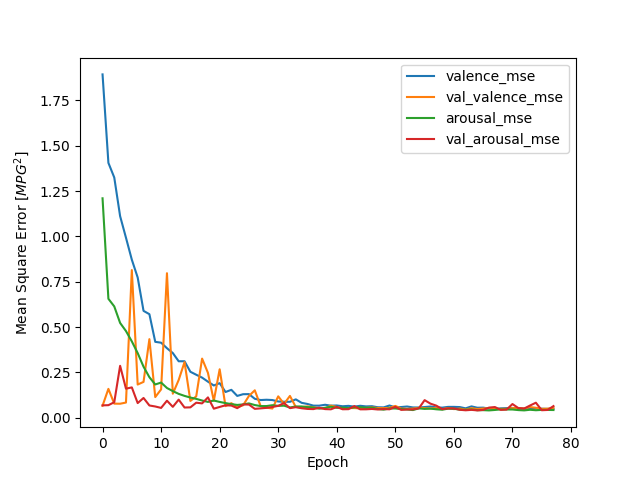 valence_mse
val_valence_mse
arousal_mse
val_arousal_mse
Mean Square Error [MPG²]
1.75
1.50
1.25
1.00
0.75
0.50
0.25
0.00
0 10 20 30 40 50 60 70 80
Epoch